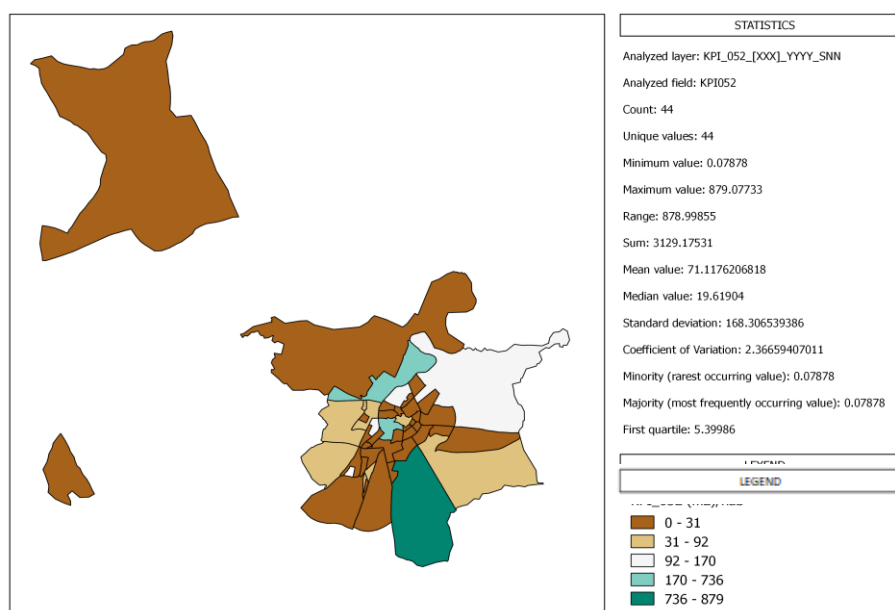 STATISTICS
Analyzed layer: KPI_052_[XXX]_YYYY_SNN
Analyzed field: KPI052
Count: 44
Unique values: 44
Minimum value: 0.07878
Maximum value: 879.07733
Range: 878.99855
Sum: 3129.17531
Mean value: 71.1176206818
Median value: 19.61904
Standard deviation: 168.306539386
Coefficient of Variation: 2.36659407011
Minority (rarest occurring value): 0.07878
Majority (most frequently occurring value): 0.07878
First quartile: 5.39986
LEGEND
LEGEND
0 - 31
31 - 92
92 - 170
170 - 736
736 - 879